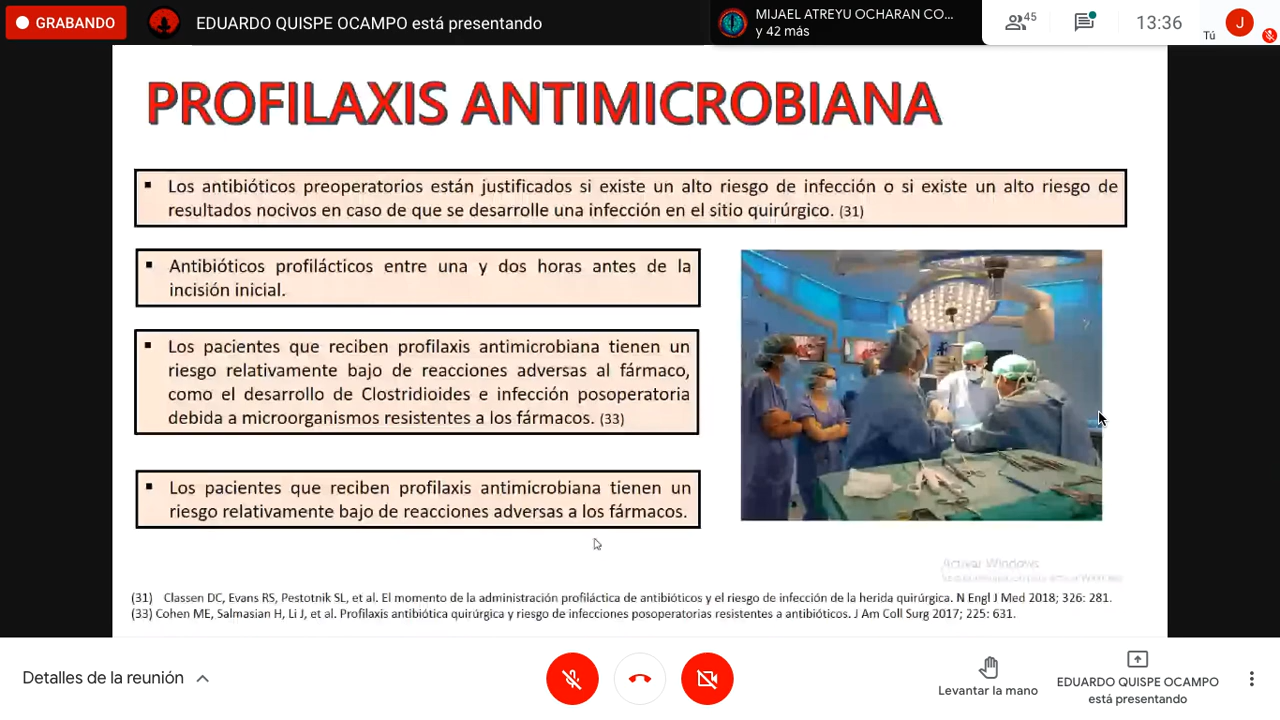 GRABANDO
EDUARDO QUISPE OCAMPO está presentando
MIJAEL ATREYU OCHARAN CO...
y 42 más
45
13:36
Tú
J
PROFILAXIS ANTIMICROBIANA
▪ Los antibióticos preoperatorios están justificados si existe un alto riesgo de infección o si existe un alto riesgo de
resultados nocivos en caso de que se desarrolle una infección en el sitio quirúrgico. (31)
▪ Antibióticos profilácticos entre una y dos horas antes de la
incisión inicial.
▪ Los pacientes que reciben profilaxis antimicrobiana tienen un
riesgo relativamente bajo de reacciones adversas al fármaco,
como el desarrollo de Clostridioides e infección posoperatoria
debida a microorganismos resistentes a los fármacos. (33)
▪ Los pacientes que reciben profilaxis antimicrobiana tienen un
riesgo relativamente bajo de reacciones adversas a los fármacos.
Activar Windows
(31) Classen DC, Evans RS, Pestotnik SL, et al. El momento de la administración profiláctica de antibióticos y el riesgo de infección de la herida quirúrgica. N Engl J Med 2018; 326: 281.
(33) Cohen ME, Salmasian H, Li J, et al. Profilaxis antibiótica quirúrgica y riesgo de infecciones posoperatorias resistentes a antibióticos. J Am Coll Surg 2017; 225: 631.
Detalles de la reunión
Levantar la mano
EDUARDO QUISPE OCAMPO
está presentando